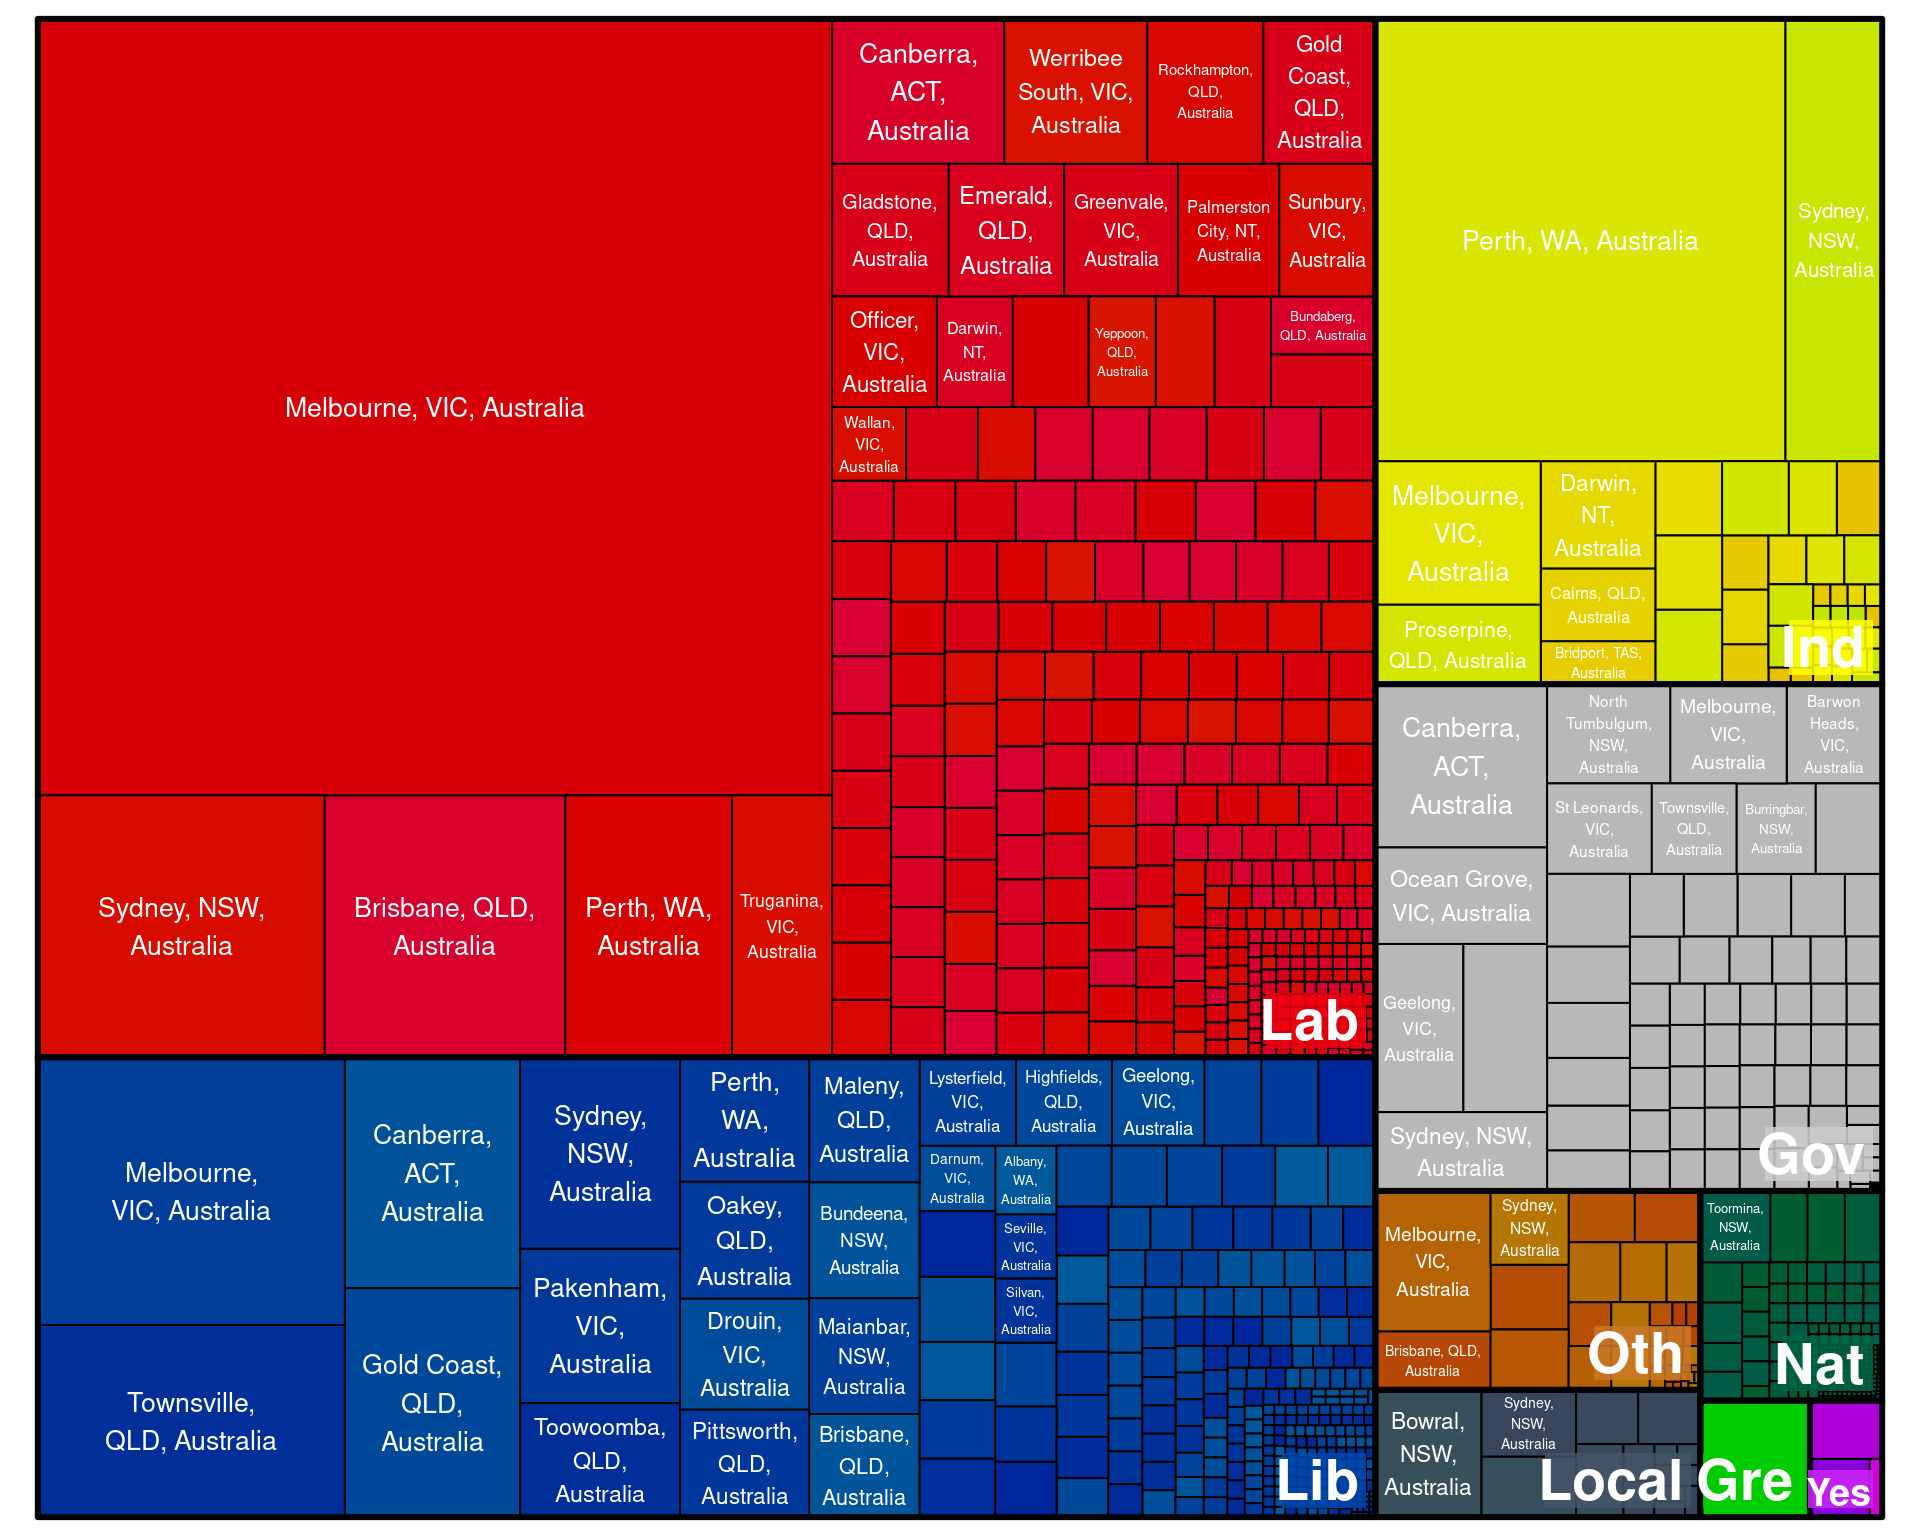 Melbourne, VIC, Australia
Sydney, NSW,
Australia
Brisbane, QLD,
Australia
Perth, WA,
Australia
Truganina,
VIC,
Australia
Canberra,
ACT,
Australia
Werribee
South, VIC,
Australia
Rockhampton,
QLD,
Australia
Gold
Coast,
QLD,
Australia
Gladstone,
QLD,
Australia
Emerald,
QLD,
Australia
Greenvale,
VIC,
Australia
Palmerston
City, NT,
Australia
Sunbury,
VIC,
Australia
Officer,
VIC,
Australia
Darwin,
NT,
Australia
Yeppoon,
QLD,
Australia
Bundaberg,
QLD, Australia
Wallan,
VIC,
Australia
Lab
Perth, WA, Australia
Sydney,
NSW,
Australia
Melbourne,
VIC,
Australia
Proserpine,
QLD, Australia
Darwin,
NT,
Australia
Cairns, QLD,
Australia
Bridport, TAS,
Australia
Ind
Canberra,
ACT,
Australia
Ocean Grove,
VIC, Australia
Geelong,
VIC,
Australia
Sydney, NSW,
Australia
North
Tumbulgum,
NSW,
Australia
Melbourne,
VIC,
Australia
Barwon
Heads,
VIC,
Australia
St Leonards,
VIC,
Australia
Townsville,
QLD,
Australia
Burringbar,
NSW,
Australia
Gov
Melbourne,
VIC, Australia
Townsville,
QLD, Australia
Canberra,
ACT,
Australia
Gold Coast,
QLD,
Australia
Sydney,
NSW,
Australia
Pakenham,
VIC,
Australia
Toowoomba,
QLD,
Australia
Perth,
WA,
Australia
Oakey,
QLD,
Australia
Drouin,
VIC,
Australia
Pittsworth,
QLD,
Australia
Maleny,
QLD,
Australia
Bundeena,
NSW,
Australia
Maianbar,
NSW,
Australia
Brisbane,
QLD,
Australia
Lysterfield,
VIC,
Australia
Highfields,
QLD,
Australia
Geelong,
VIC,
Australia
Darnum,
VIC,
Australia
Albany,
WA,
Australia
Seville,
VIC,
Australia
Silvan,
VIC,
Australia
Lib
Melbourne,
VIC,
Australia
Brisbane, QLD,
Australia
Sydney,
NSW,
Australia
Oth
Toormina,
NSW,
Australia
Nat
Bowral,
NSW,
Australia
Sydney,
NSW,
Australia
Local
Gre
Yes